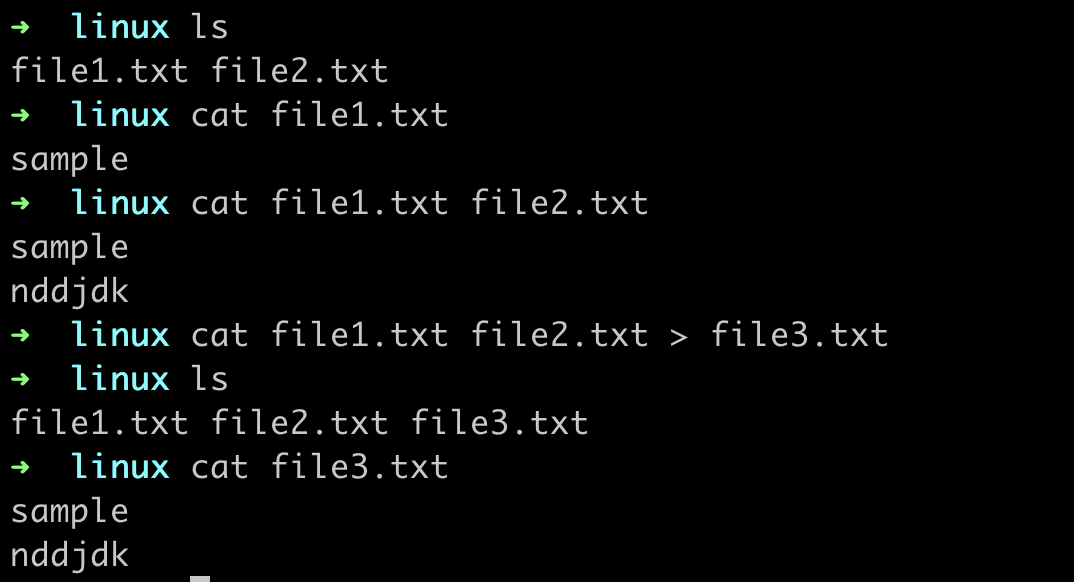 ➜  linux ls
file1.txt file2.txt
➜  linux cat file1.txt
sample
➜  linux cat file1.txt file2.txt
sample
nddjdk
➜  linux cat file1.txt file2.txt > file3.txt
➜  linux ls
file1.txt file2.txt file3.txt
➜  linux cat file3.txt
sample
nddjdk